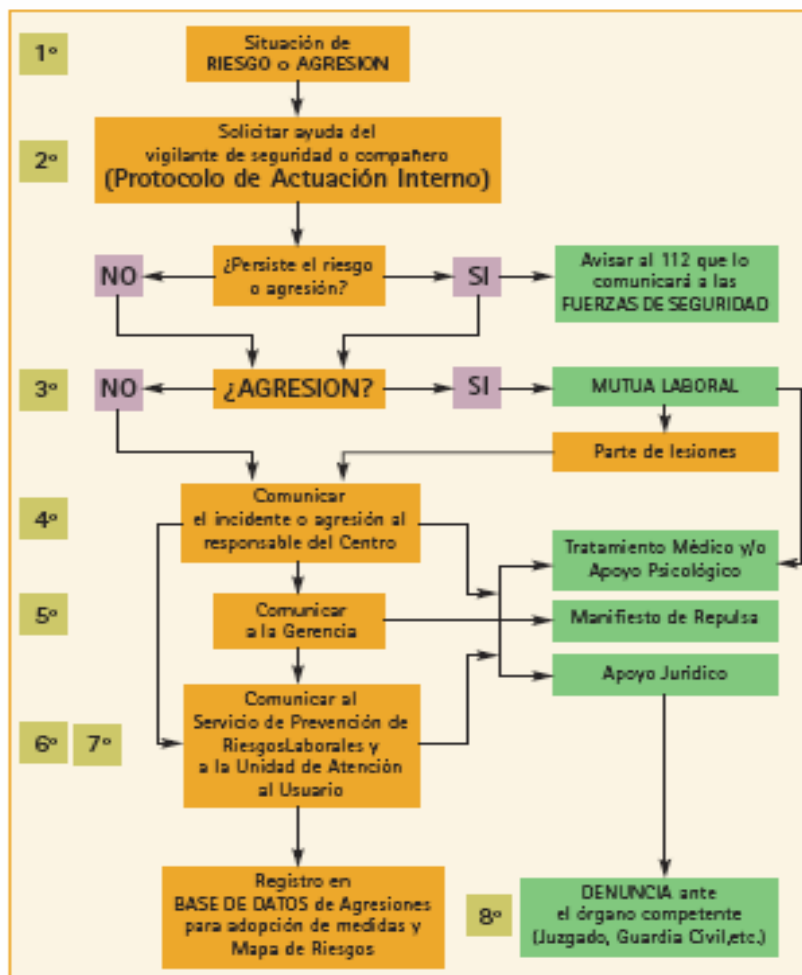 1º
Situación de
RIESGO o AGRESION
2º
Solicitar ayuda del
vigilante de seguridad o compañero
(Protocolo de Actuación Interno)
NO
¿Persiste el riesgo
o agresión?
SI
Avisar al 112 que lo
comunicará a las
FUERZAS DE SEGURIDAD
3º
NO
¿AGRESION?
SI
MUTUA LABORAL
Parte de lesiones
4º
Comunicar
el incidente o agresión al
responsable del Centro
Tratamiento Médico y/o
Apoyo Psicológico
5º
Comunicar
a la Gerencia
Manifiesto de Repulsa
Apoyo Jurídico
6º
7º
Comunicar al
Servicio de Prevención de
RiesgosLaborales y
a la Unidad de Atención
al Usuario
Registro en
BASE DE DATOS de Agresiones
para adopción de medidas y
Mapa de Riesgos
8º
DENUNCIA ante
el órgano competente
(Juzgado, Guardia Civil,etc.)